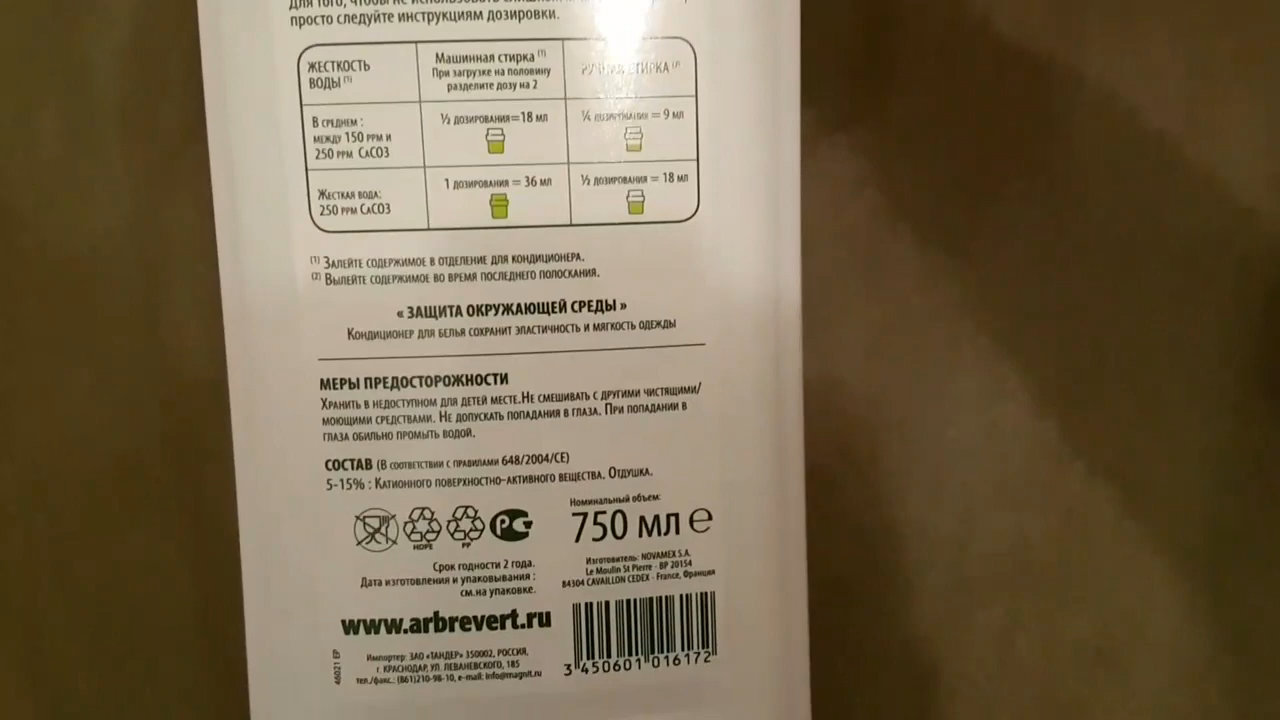 для того, чтобы не использовать
просто следуйте инструкциям дозировки.
ЖЕСТКОСТЬ
ВОДЫ (1)
Машинная стирка (1)
При загрузке на половину
разделите дозу на 2
РУЧНАЯ СТИРКА (2)
В СРЕДНЕМ :
МЕЖДУ 150 PPM И
250 PPM CACO3
½ ДОЗИРОВАНИЯ=18 МЛ
¼ ДОЗИРОВАНИЯ = 9 МЛ
ЖЕСТКАЯ ВОДА:
250 PPM CACO3
1 ДОЗИРОВАНИЯ = 36 МЛ
½ ДОЗИРОВАНИЯ = 18 МЛ
(1) ЗАЛЕЙТЕ СОДЕРЖИМОЕ В ОТДЕЛЕНИЕ ДЛЯ КОНДИЦИОНЕРА.
(2) ВЫЛЕЙТЕ СОДЕРЖИМОЕ ВО ВРЕМЯ ПОСЛЕДНЕГО ПОЛОСКАНИЯ.
« ЗАЩИТА ОКРУЖАЮЩЕЙ СРЕДЫ »
КОНДИЦИОНЕР ДЛЯ БЕЛЬЯ СОХРАНИТ ЭЛАСТИЧНОСТЬ И МЯГКОСТЬ ОДЕЖДЫ
МЕРЫ ПРЕДОСТОРОЖНОСТИ
ХРАНИТЬ В НЕДОСТУПНОМ ДЛЯ ДЕТЕЙ МЕСТЕ.НЕ СМЕШИВАТЬ С ДРУГИМИ ЧИСТЯЩИМИ/
МОЮЩИМИ СРЕДСТВАМИ. НЕ ДОПУСКАТЬ ПОПАДАНИЯ В ГЛАЗА. ПРИ ПОПАДАНИИ В
ГЛАЗА ОБИЛЬНО ПРОМЫТЬ ВОДОЙ.
СОСТАВ (В СООТВЕТСТВИИ С ПРАВИЛАМИ 648/2004/CE)
5-15% : КАТИОННОГО ПОВЕРХНОСТНО-АКТИВНОГО ВЕЩЕСТВА. ОТДУШКА.
HDPE
PP
РС
Номинальный объем:
750 МЛ e
Срок годности 2 года.
Дата изготовления и упаковывания :
см.на упаковке.
Изготовитель: NOVAMEX S.A.
Le Moulin St Pierre - BP 20154
84304 CAVAILLON CEDEX - France, Франция
www.arbrevert.ru
46021 EP
Импортер: ЗАО «ТАНДЕР» 350002, РОССИЯ,
г. КРАСНОДАР, УЛ. ЛЕВАНЕВСКОГО, 185
тел./факс.: (861)210-98-10, e-mail: info@magnit.ru
3 450601 016172